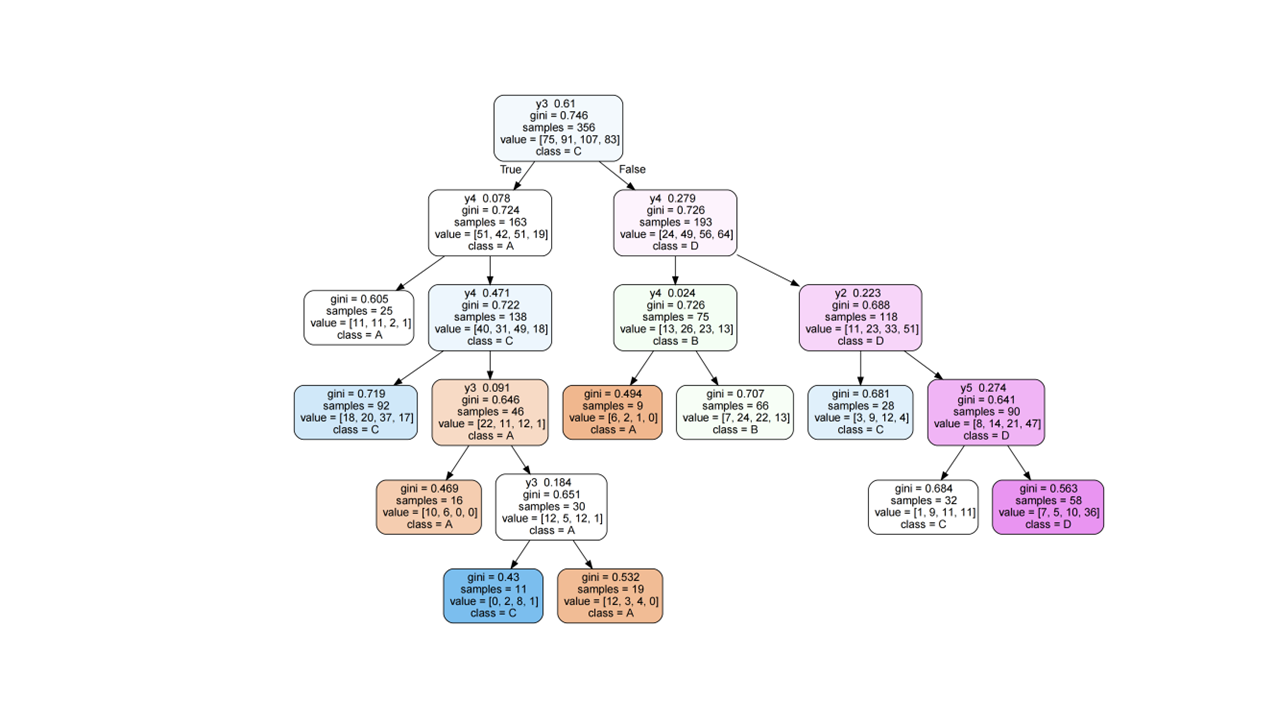 y3 0.61
gini = 0.746
samples = 356
value = [75, 91, 107, 83]
class = C
True
False
y4 0.078
gini = 0.724
samples = 163
value = [51, 42, 51, 19]
class = A
y4 0.279
gini = 0.726
samples = 193
value = [24, 49, 56, 64]
class = D
gini = 0.605
samples = 25
value = [11, 11, 2, 1]
class = A
y4 0.471
gini = 0.722
samples = 138
value = [40, 31, 49, 18]
class = C
y4 0.024
gini = 0.726
samples = 75
value = [13, 26, 23, 13]
class = B
y2 0.223
gini = 0.688
samples = 118
value = [11, 23, 33, 51]
class = D
gini = 0.719
samples = 92
value = [18, 20, 37, 17]
class = C
y3 0.091
gini = 0.646
samples = 46
value = [22, 11, 12, 1]
class = A
gini = 0.494
samples = 9
value = [6, 2, 1, 0]
class = A
gini = 0.707
samples = 66
value = [7, 24, 22, 13]
class = B
gini = 0.681
samples = 28
value = [3, 9, 12, 4]
class = C
y5 0.274
gini = 0.641
samples = 90
value = [8, 14, 21, 47]
class = D
gini = 0.469
samples = 16
value = [10, 6, 0, 0]
class = A
y3 0.184
gini = 0.651
samples = 30
value = [12, 5, 12, 1]
class = A
gini = 0.684
samples = 32
value = [1, 9, 11, 11]
class = C
gini = 0.563
samples = 58
value = [7, 5, 10, 36]
class = D
gini = 0.43
samples = 11
value = [0, 2, 8, 1]
class = C
gini = 0.532
samples = 19
value = [12, 3, 4, 0]
class = A